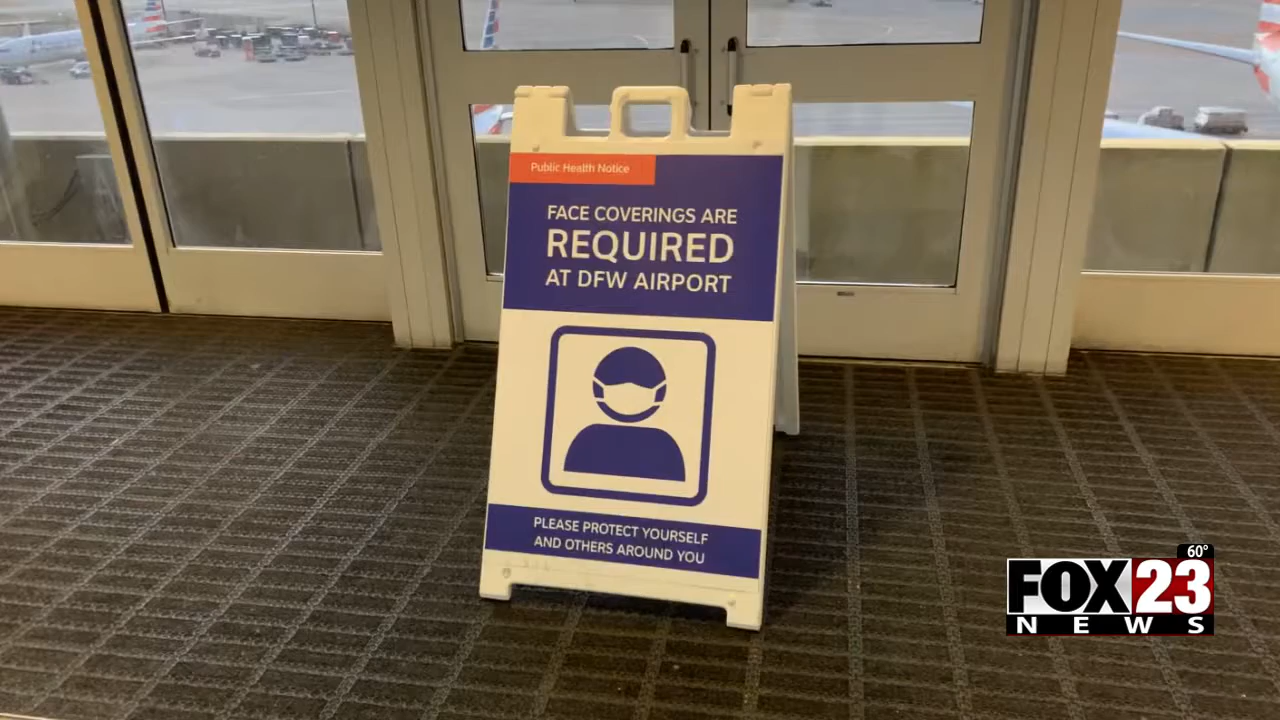 Public Health Notice
FACE COVERINGS ARE
REQUIRED
AT DFW AIRPORT
PLEASE PROTECT YOURSELF
AND OTHERS AROUND YOU
60°
FOX23
NEWS